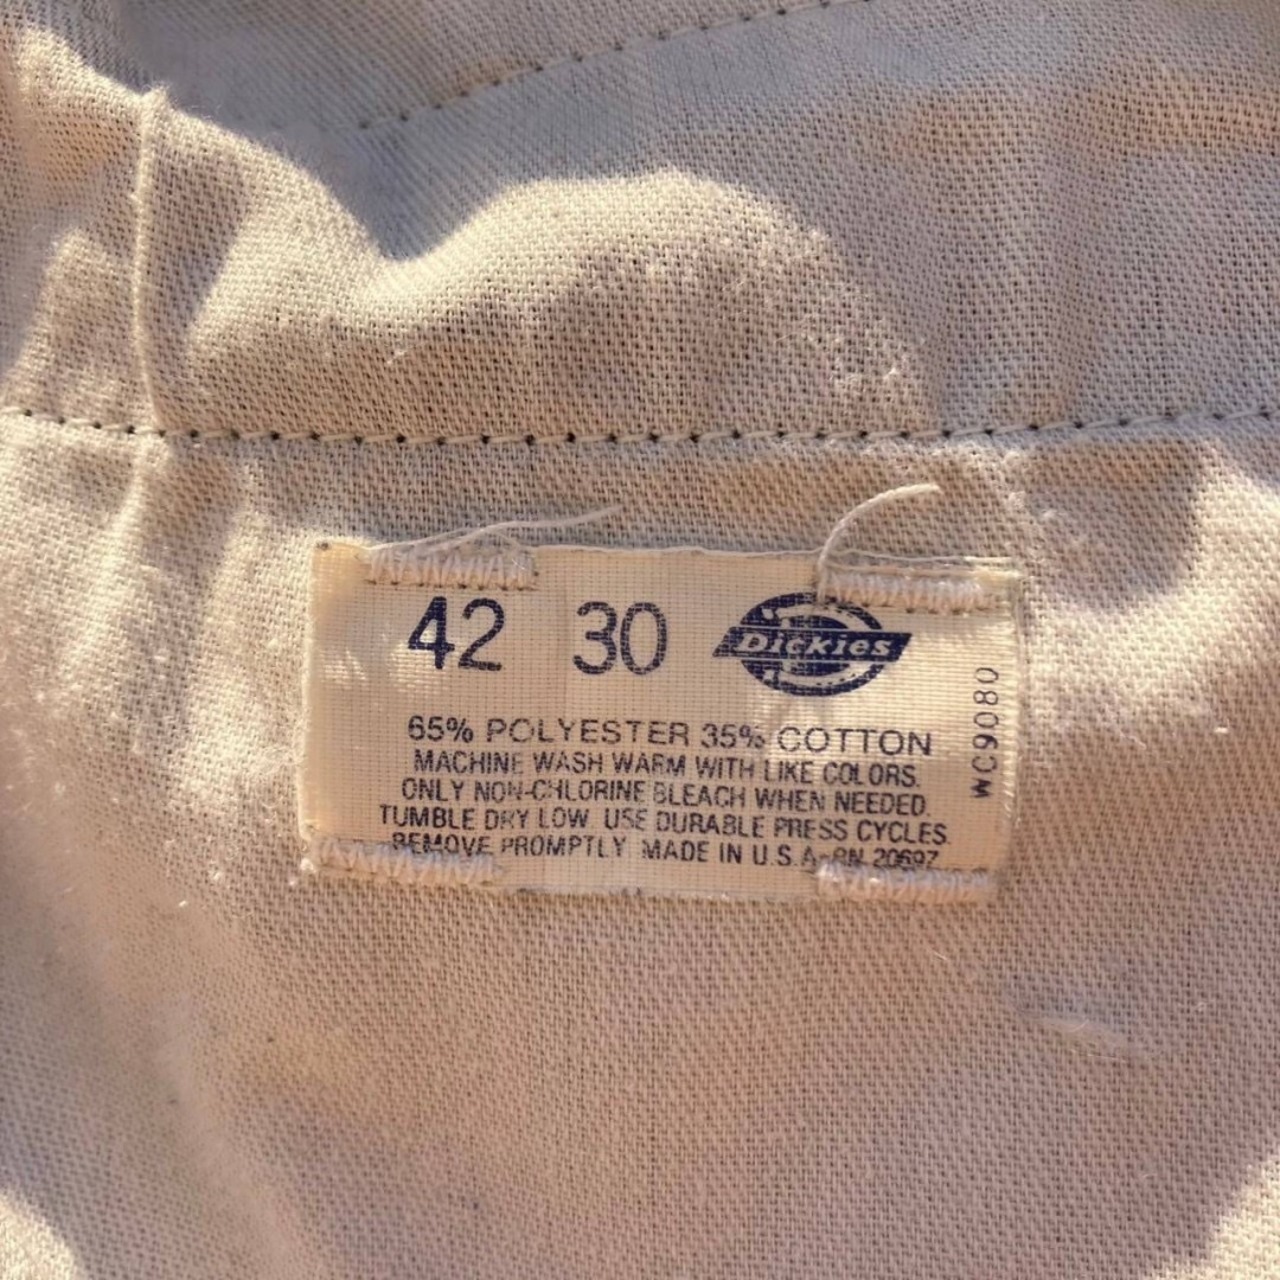 42 30 Dickies
65% POLYESTER 35% COTTON
MACHINE WASH WARM WITH LIKE COLORS.
ONLY NON-CHLORINE BLEACH WHEN NEEDED.
TUMBLE DRY LOW. USE DURABLE PRESS CYCLES.
REMOVE PROMPTLY. MADE IN U.S.A. RN 20697
WC9080